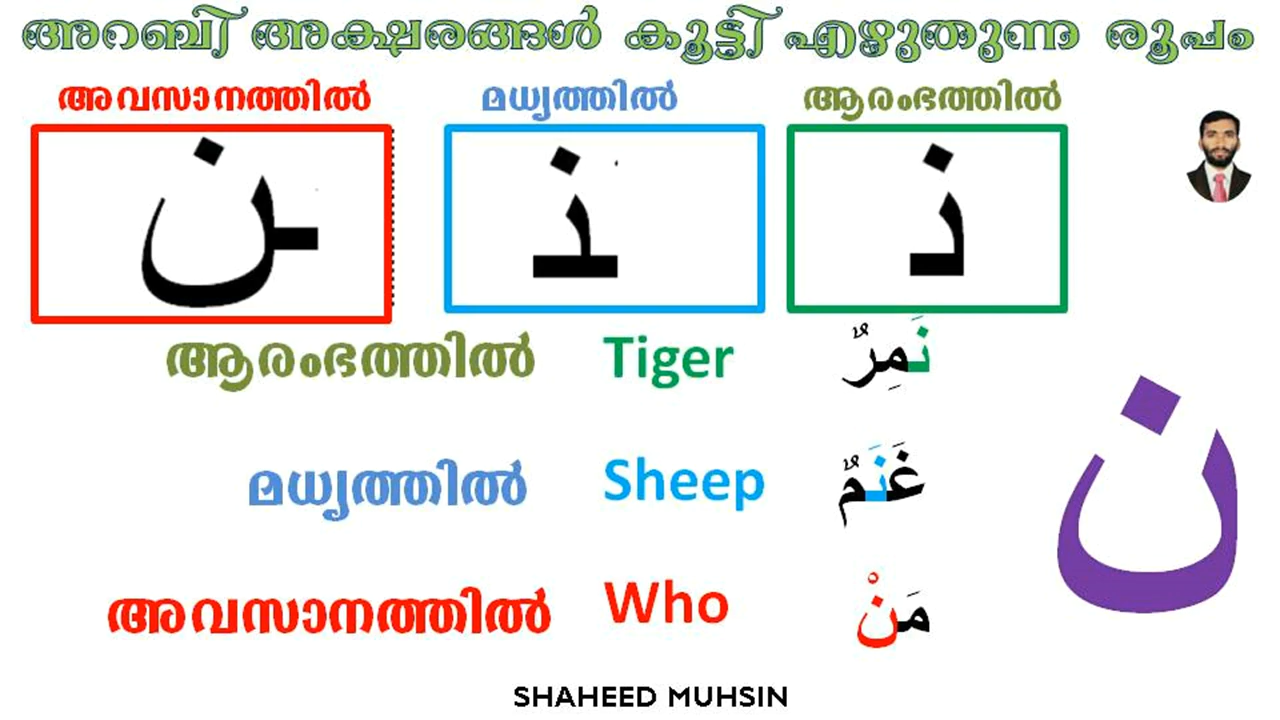 അറബി അക്ഷരങ്ങൾ കൂട്ടി എഴുതുന്ന രൂപം
അവസാനത്തിൽ മധ്യത്തിൽ ആരംഭത്തിൽ
ـن ـنـ نـ
ആരംഭത്തിൽ Tiger نَمِرٌ
മധ്യത്തിൽ Sheep غَنَمٌ
ن
അവസാനത്തിൽ Who مَنْ
SHAHEED MUHSIN